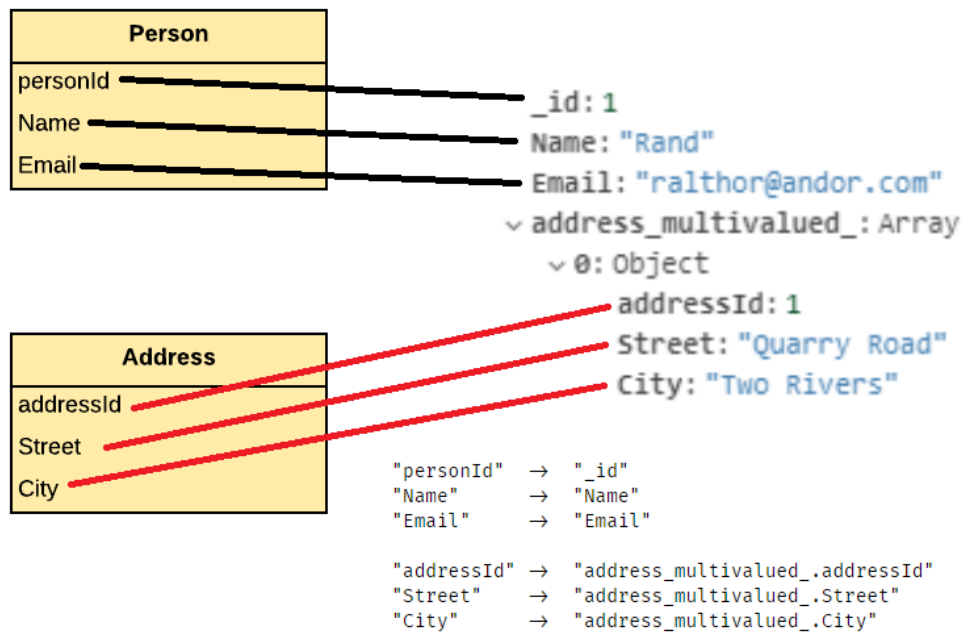 Person
personId
Name
Email
_id: 1
Name: "Rand"
Email: "ralthor@andor.com"
address_multivalued_: Array
0: Object
addressId: 1
Street: "Quarry Road"
City: "Two Rivers"
Address
addressId
Street
City
"personId" → "_id"
"Name" → "Name"
"Email" → "Email"
"addressId" → "address_multivalued_.addressId"
"Street" → "address_multivalued_.Street"
"City" → "address_multivalued_.City"